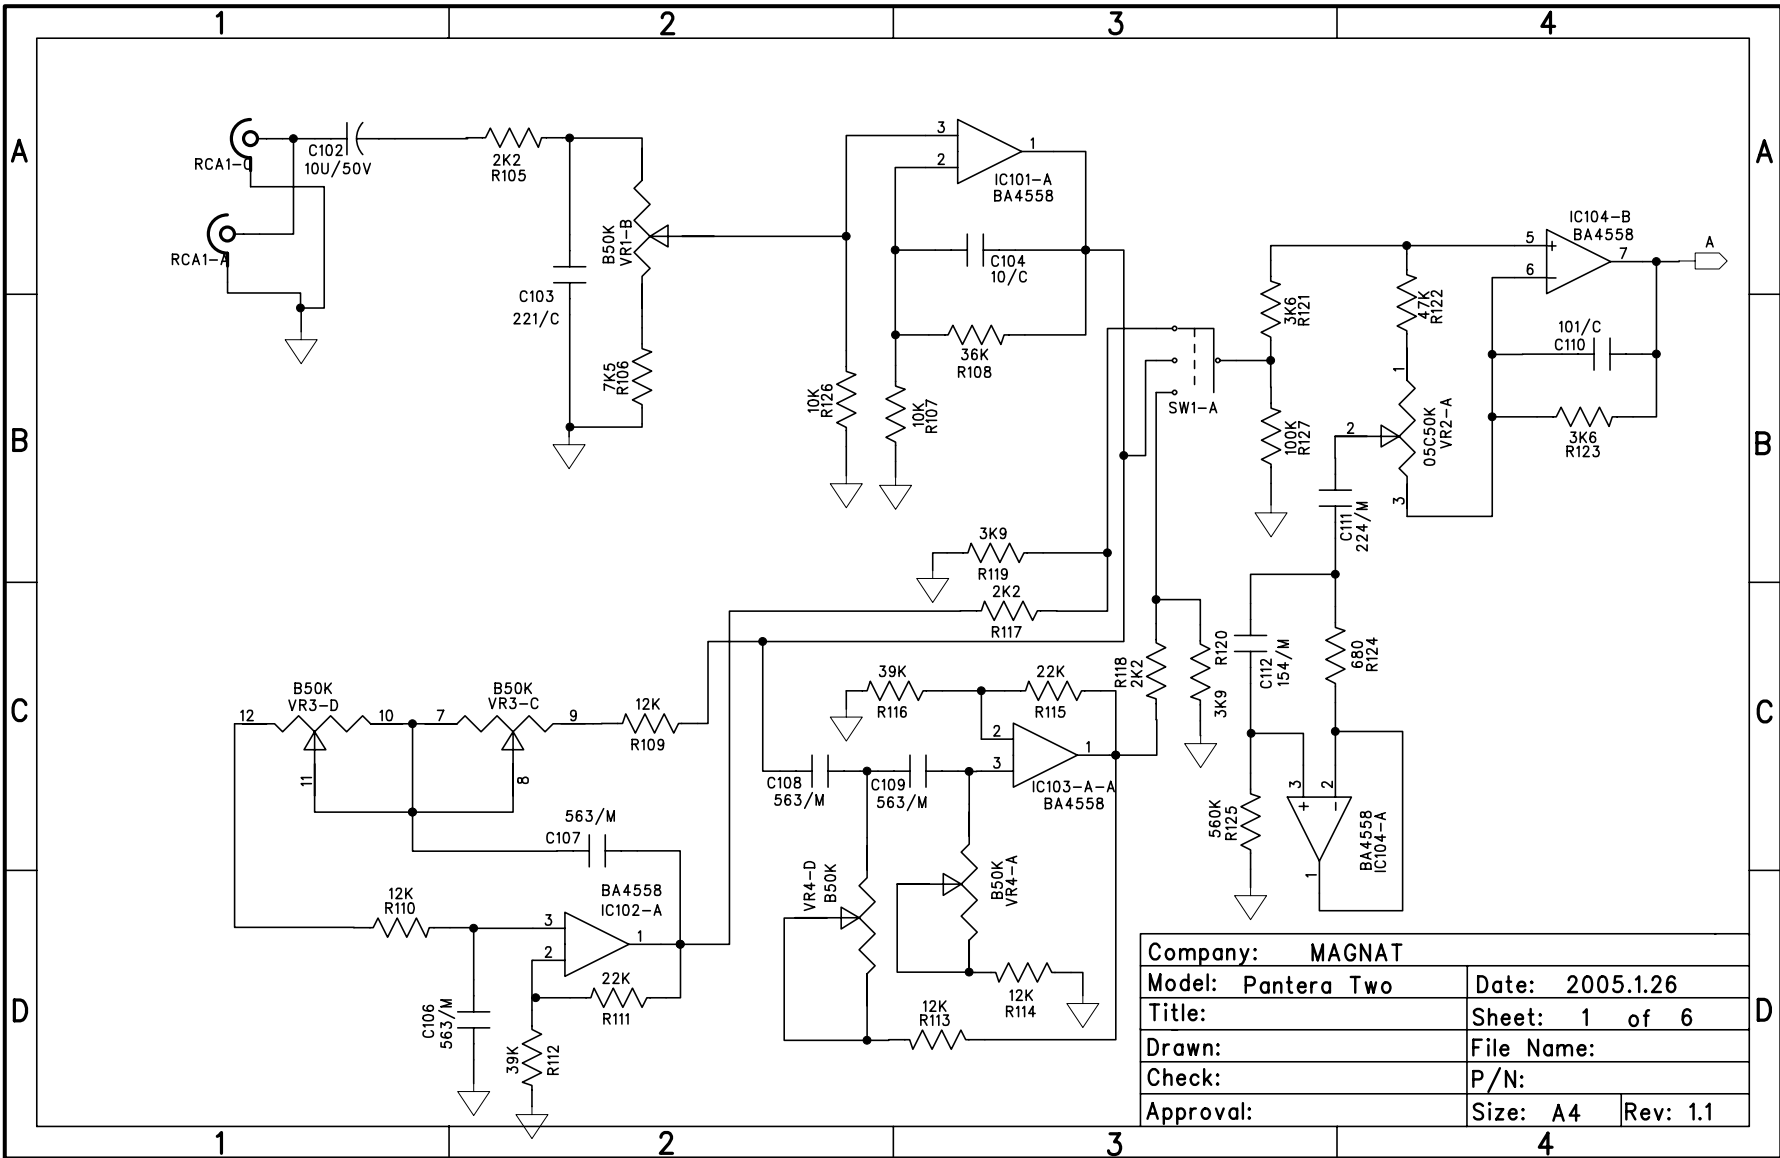 1 2 3 4
A A
RCA1-C
C102
10U/50V
2K2
R105
3
2
1
IC101-A
BA4558
RCA1-A
B50K
VR1-B
C103
221/C
7K5
R106
C104
10/C
36K
R108
10K
R126
10K
R107
SW1-A
3K6
R121
100K
R127
47K
R122
IC104-B
BA4558
5
+
6
-
7
A
101/C
C110
3K6
R123
1
2
3
05C50K
VR2-A
C111
224/M
B B
3K9
R119
2K2
R117
R118
2K2
R120
3K9
C112
154/M
680
R124
C C
B50K
VR3-D
12
10
11
B50K
VR3-C
7
9
8
12K
R109
39K
R116
22K
R115
2
3
1
IC103-A-A
BA4558
C108
563/M
C109
563/M
563/M
C107
560K
R125
3
+
2
-
1
BA4558
IC104-A
12K
R110
BA4558
IC102-A
3
2
1
22K
R111
C106
563/M
39K
R112
VR4-D
B50K
B50K
VR4-A
12K
R114
12K
R113
D D
Company: MAGNAT
Model: Pantera Two
Date: 2005.1.26
Title:
Sheet: 1 of 6
Drawn:
File Name:
Check:
P/N:
Approval:
Size: A4
Rev: 1.1
1 2 3 4